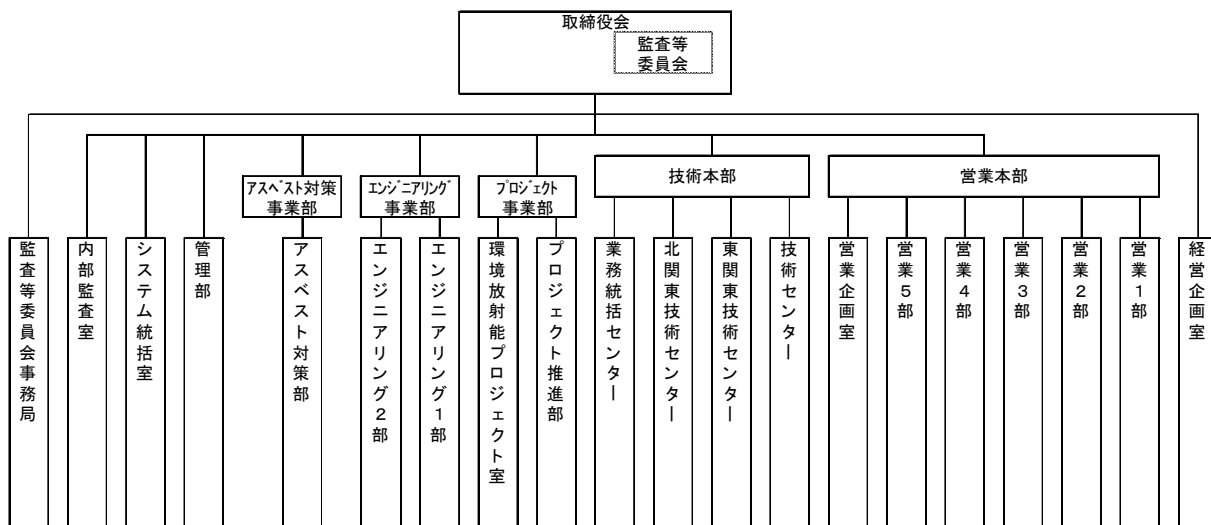 取締役会
監査等
委員会
技術本部
営業本部
ｱｽﾍﾞｽﾄ対策
事業部
ｴﾝｼﾞﾆｱﾘﾝｸﾞ
事業部
ﾌﾟﾛｼﾞｪｸﾄ
事業部
監査等委員会事務局
内部監査室
システム統括室
管理部
アスベスト対策部
エンジニアリング２部
エンジニアリング１部
環境放射能プロジェクト室
プロジェクト推進部
業務統括センター
北関東技術センター
東関東技術センター
技術センター
営業企画室
営業５部
営業４部
営業３部
営業２部
営業１部
経営企画室